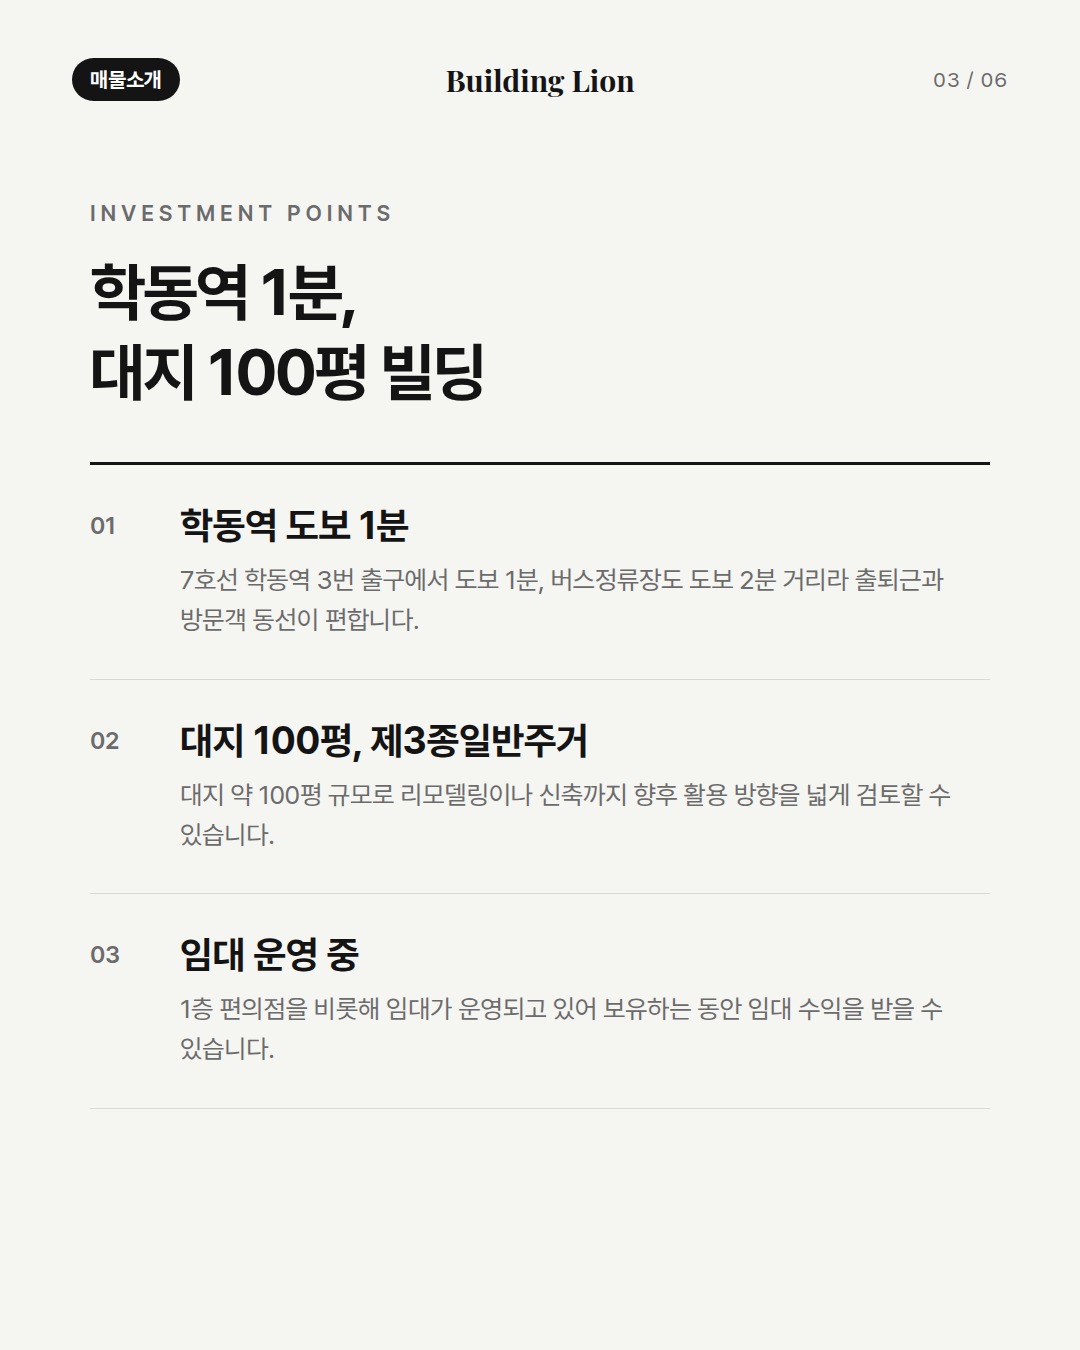 매물소개
Building Lion
03 / 06
INVESTMENT POINTS
학동역 1분,
대지 100평 빌딩
01
학동역 도보 1분
7호선 학동역 3번 출구에서 도보 1분, 버스정류장도 도보 2분 거리라 출퇴근과
방문객 동선이 편합니다.
02
대지 100평, 제3종일반주거
대지 약 100평 규모로 리모델링이나 신축까지 향후 활용 방향을 넓게 검토할 수
있습니다.
03
임대 운영 중
1층 편의점을 비롯해 임대가 운영되고 있어 보유하는 동안 임대 수익을 받을 수
있습니다.